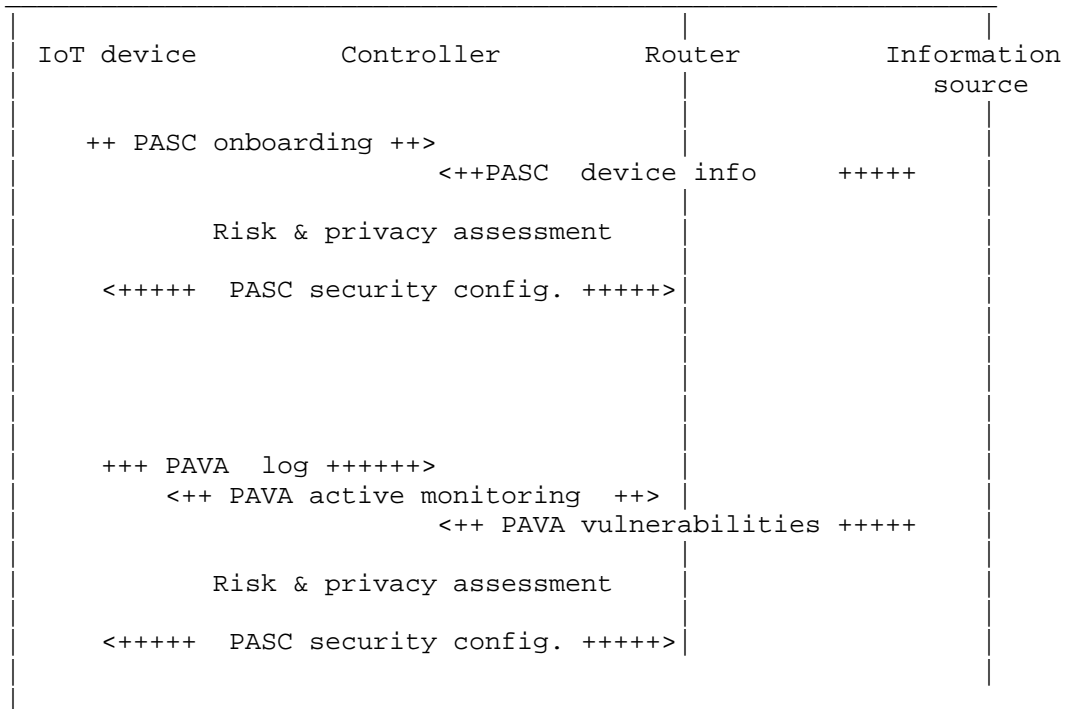 IoT device Controller Router Information
source
++ PASC onboarding ++>
<++PASC device info +++++
Risk & privacy assessment
<+++++ PASC security config. +++++>
+++ PAVA log ++++++>
<++ PAVA active monitoring ++>
<++ PAVA vulnerabilities +++++
Risk & privacy assessment
<+++++ PASC security config. +++++>